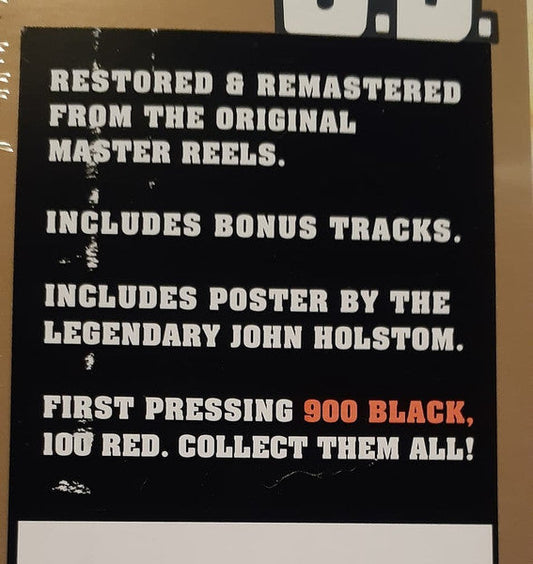 RESTORED & REMASTERED
FROM THE ORIGINAL
MASTER REELS.
INCLUDES BONUS TRACKS.
INCLUDES POSTER BY THE
LEGENDARY JOHN HOLSTOM.
FIRST PRESSING 900 BLACK,
100 RED. COLLECT THEM ALL!